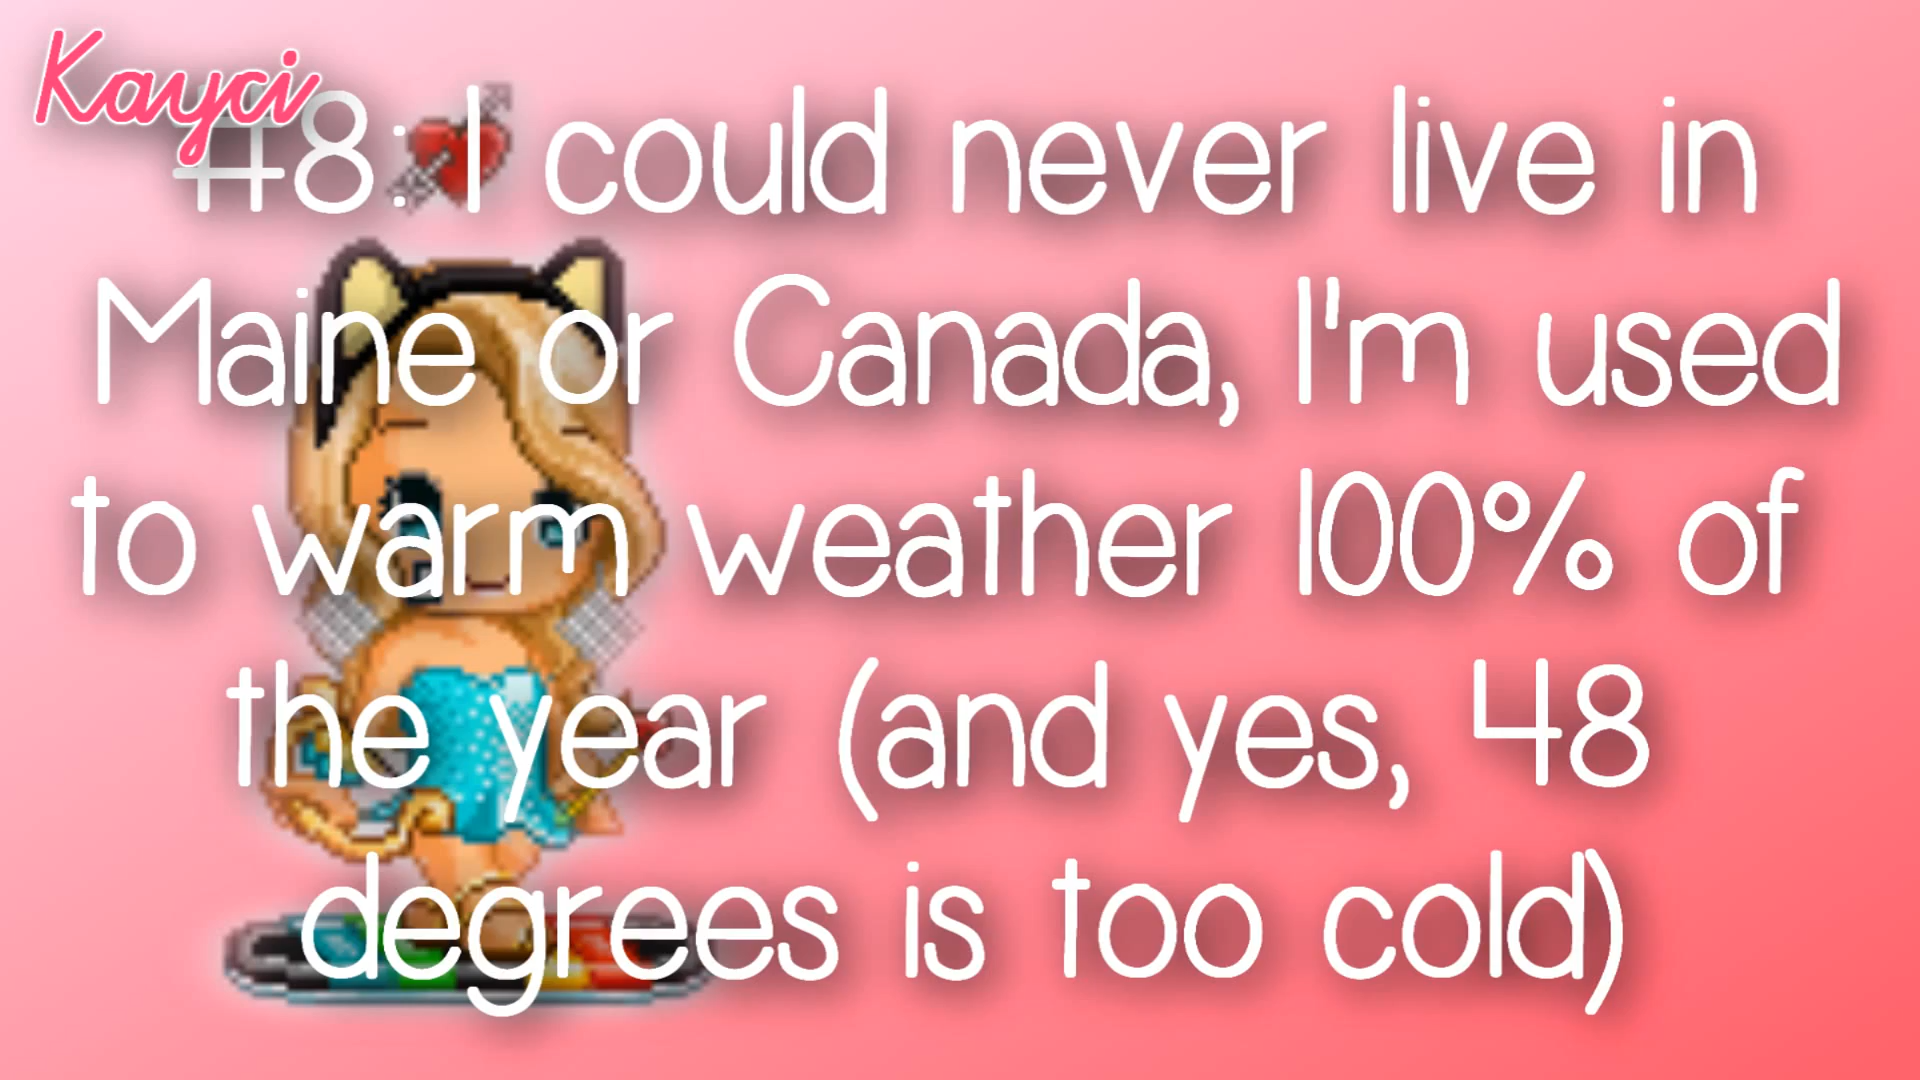 Kayci
#8: I could never live in
Maine or Canada, I'm used
to warm weather 100% of
the year (and yes, 48
degrees is too cold)